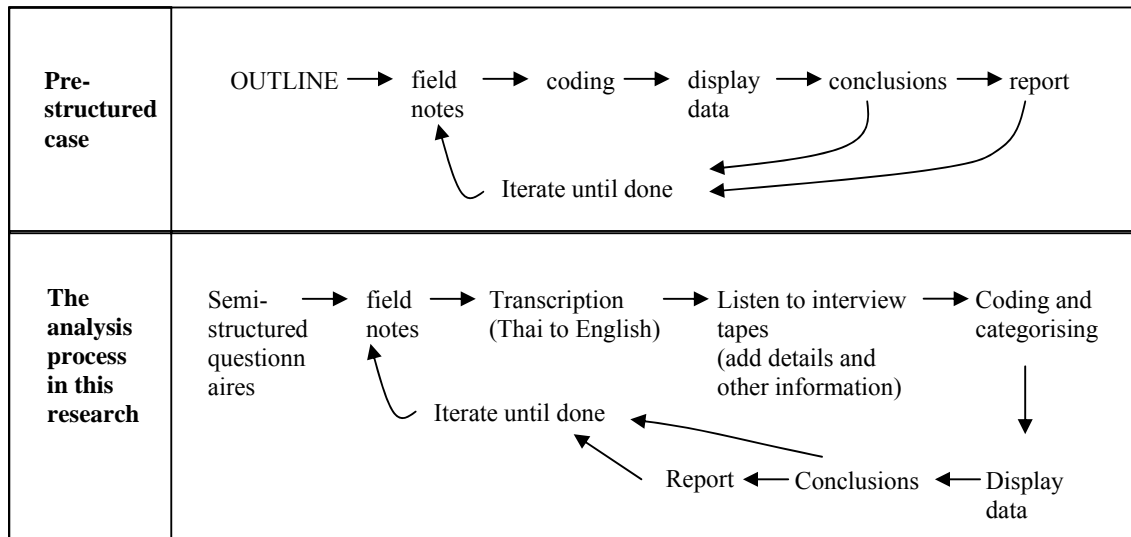 Pre-
structured
case
OUTLINE
field
notes
coding
display
data
conclusions
report
Iterate until done
The
analysis
process
in this
research
Semi-
structured
questionn
aires
field
notes
Transcription
(Thai to English)
Listen to interview
tapes
(add details and
other information)
Coding and
categorising
Iterate until done
Report
Conclusions
Display
data